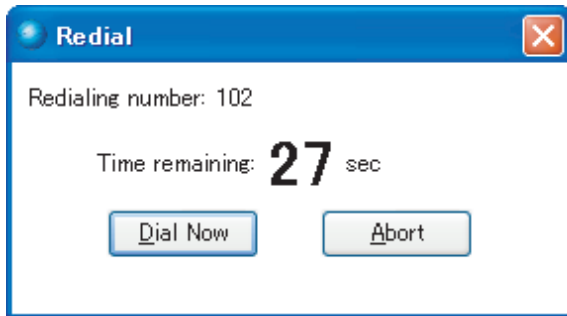 Redial
Redialing number: 102
Time remaining: 27 sec
Dial Now Abort